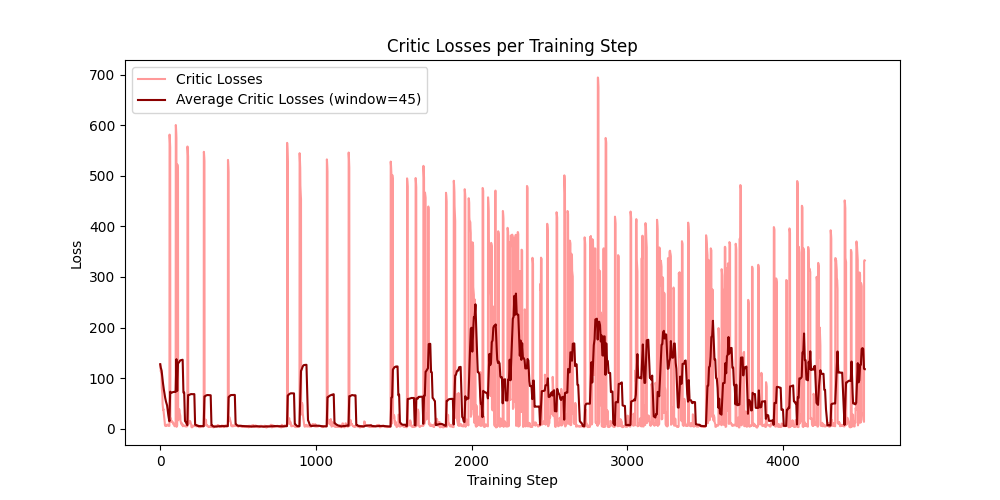 Critic Losses per Training Step
Critic Losses
Average Critic Losses (window=45)
Loss
700
600
500
400
300
200
100
0
0 1000 2000 3000 4000
Training Step